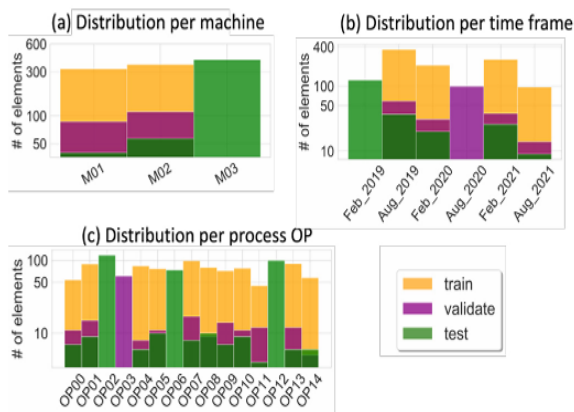 (a) Distribution per machine
# of elements
600
300
100
50
M01
M02
M03
(b) Distribution per time frame
# of elements
400
100
50
10
Feb_2019
Aug_2019
Feb_2020
Aug_2020
Feb_2021
Aug_2021
(c) Distribution per process OP
# of elements
100
50
10
OP00
OP01
OP02
OP03
OP04
OP05
OP06
OP07
OP08
OP09
OP10
OP11
OP12
OP13
OP14
train
validate
test